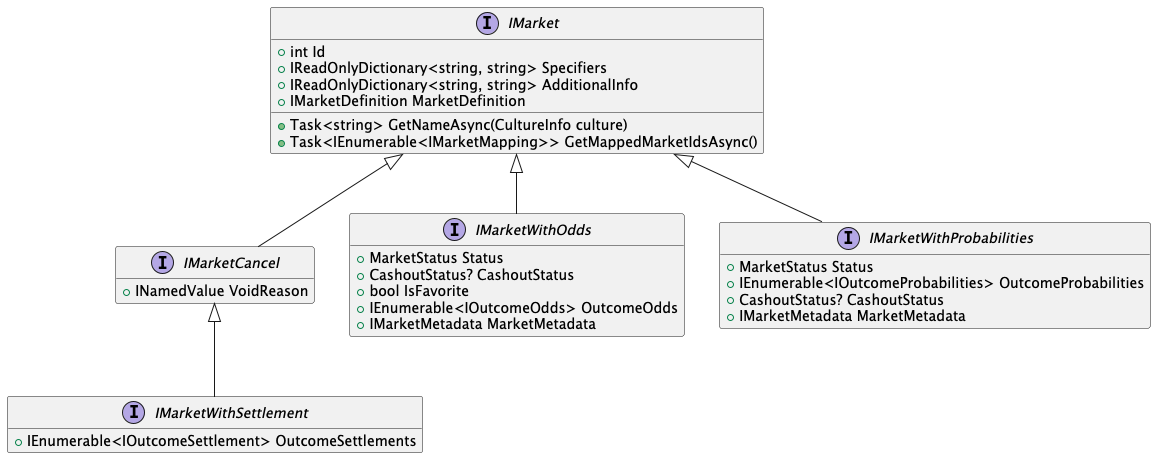 I IMarket
int Id
IReadOnlyDictionary<string, string> Specifiers
IReadOnlyDictionary<string, string> AdditionalInfo
IMarketDefinition MarketDefinition
Task<string> GetNameAsync(CultureInfo culture)
Task<IEnumerable<IMarketMapping>> GetMappedMarketIdsAsync()
I IMarketCancel
INamedValue VoidReason
I IMarketWithOdds
MarketStatus Status
CashoutStatus? CashoutStatus
bool IsFavorite
IEnumerable<IOutcomeOdds> OutcomeOdds
IMarketMetadata MarketMetadata
I IMarketWithProbabilities
MarketStatus Status
IEnumerable<IOutcomeProbabilities> OutcomeProbabilities
CashoutStatus? CashoutStatus
IMarketMetadata MarketMetadata
I IMarketWithSettlement
IEnumerable<IOutcomeSettlement> OutcomeSettlements